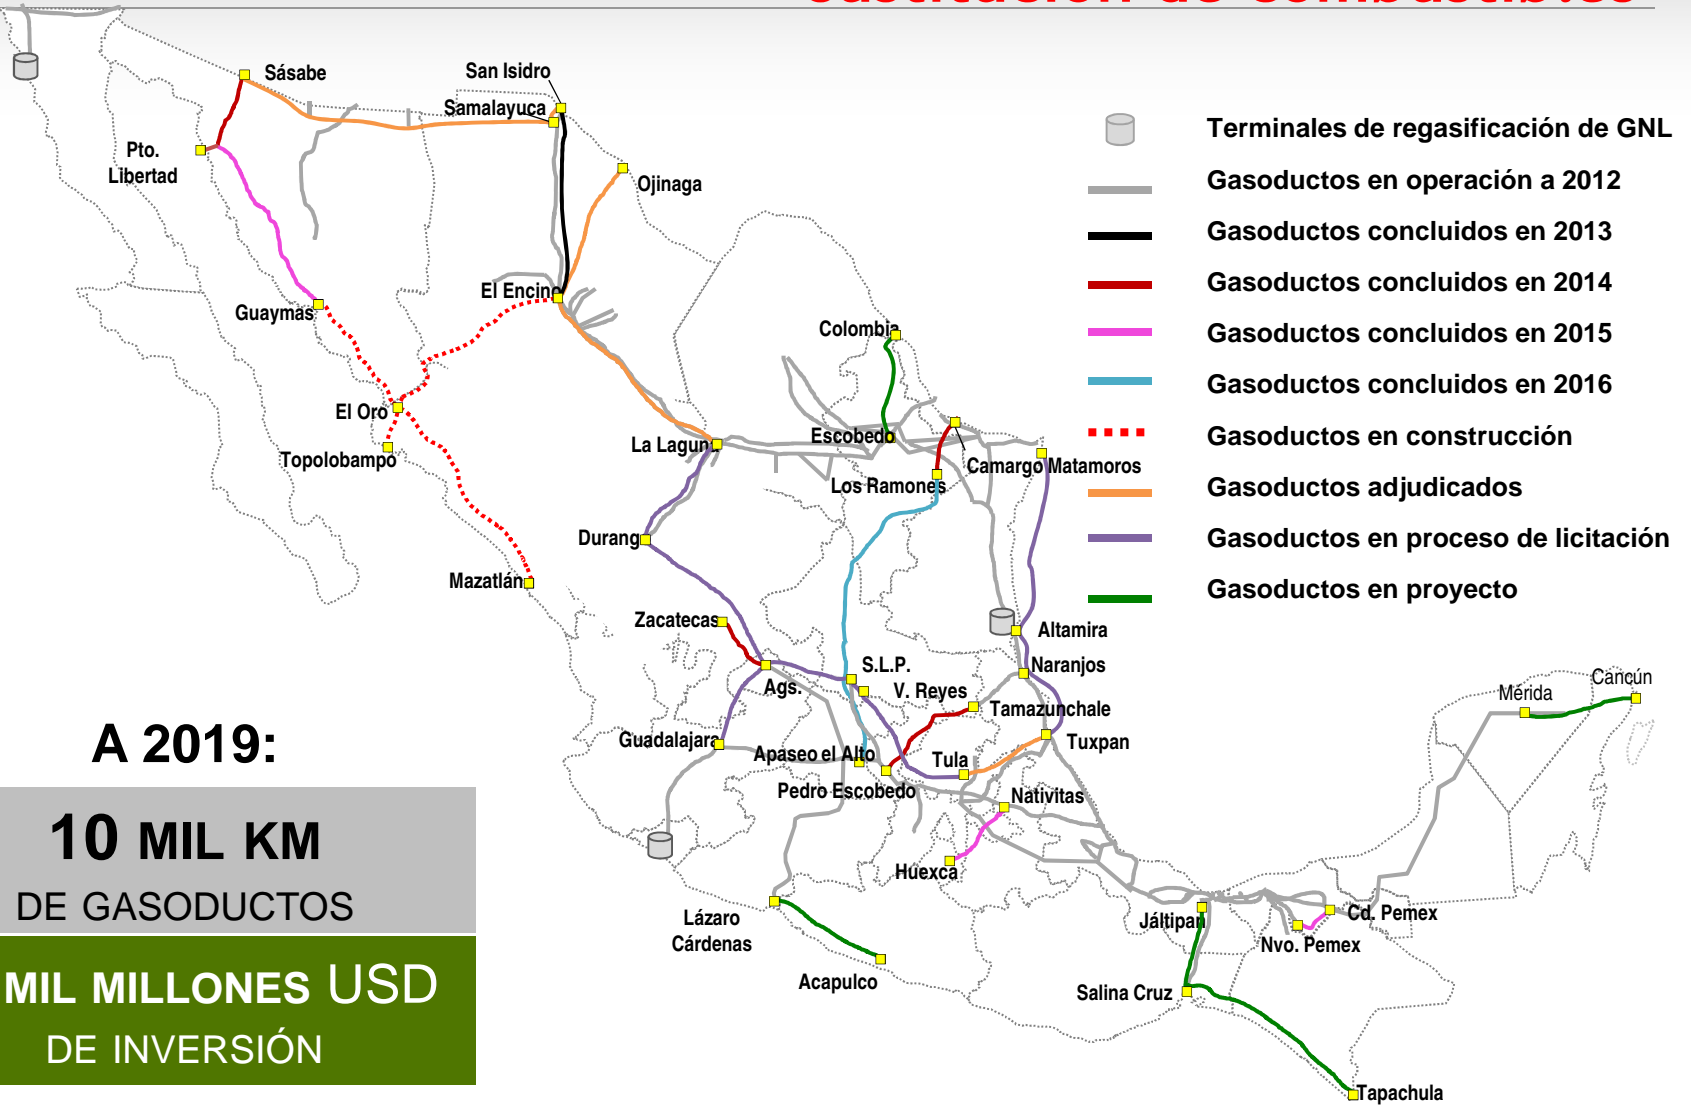 Sásabe
San Isidro
Samalayuca
Pto.
Libertad
Ojinaga
Guaymas
El Encino
Colombia
El Oro
Topolobampo
La Laguna
Escobedo
Camargo
Matamoros
Los Ramones
Durang
Mazatlán
Zacatecas
Altamira
Naranjos
S.L.P.
V. Reyes
Ags.
Tamazunchale
Guadalajara
Apaseo el Alto
Tula
Tuxpan
Pedro Escobedo
Nativitas
Huexca
Lázaro
Cárdenas
Acapulco
Jáltipan
Cd. Pemex
Nvo. Pemex
Salina Cruz
Tapachula
Mérida
Cancún
Terminales de regasificación de GNL
Gasoductos en operación a 2012
Gasoductos concluidos en 2013
Gasoductos concluidos en 2014
Gasoductos concluidos en 2015
Gasoductos concluidos en 2016
Gasoductos en construcción
Gasoductos adjudicados
Gasoductos en proceso de licitación
Gasoductos en proyecto
A 2019:
10 MIL KM
DE GASODUCTOS
MIL MILLONES USD
DE INVERSIÓN